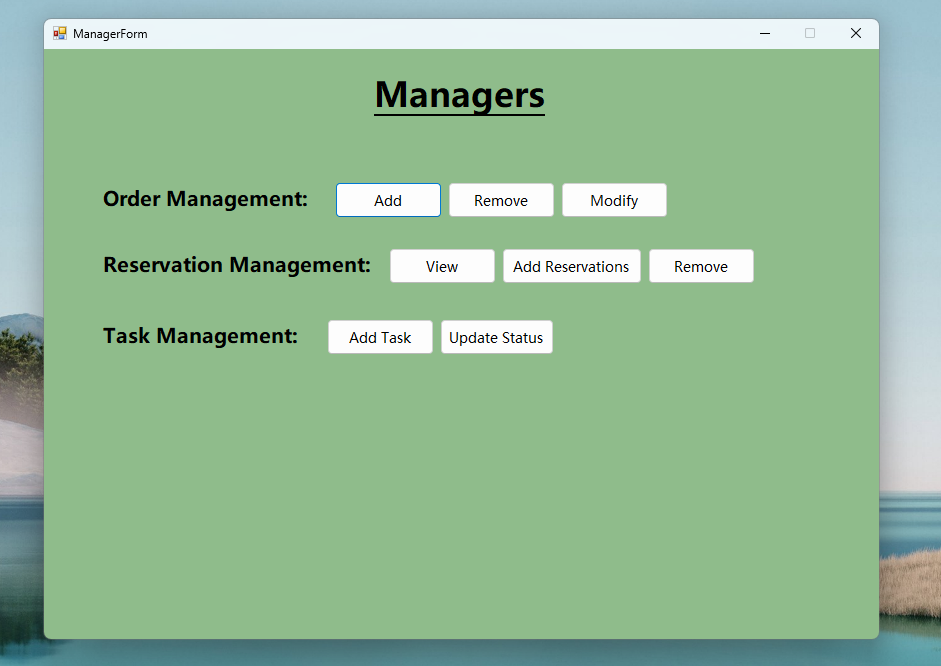 ManagerForm
Managers
Order Management: Add Remove Modify
Reservation Management: View Add Reservations Remove
Task Management: Add Task Update Status